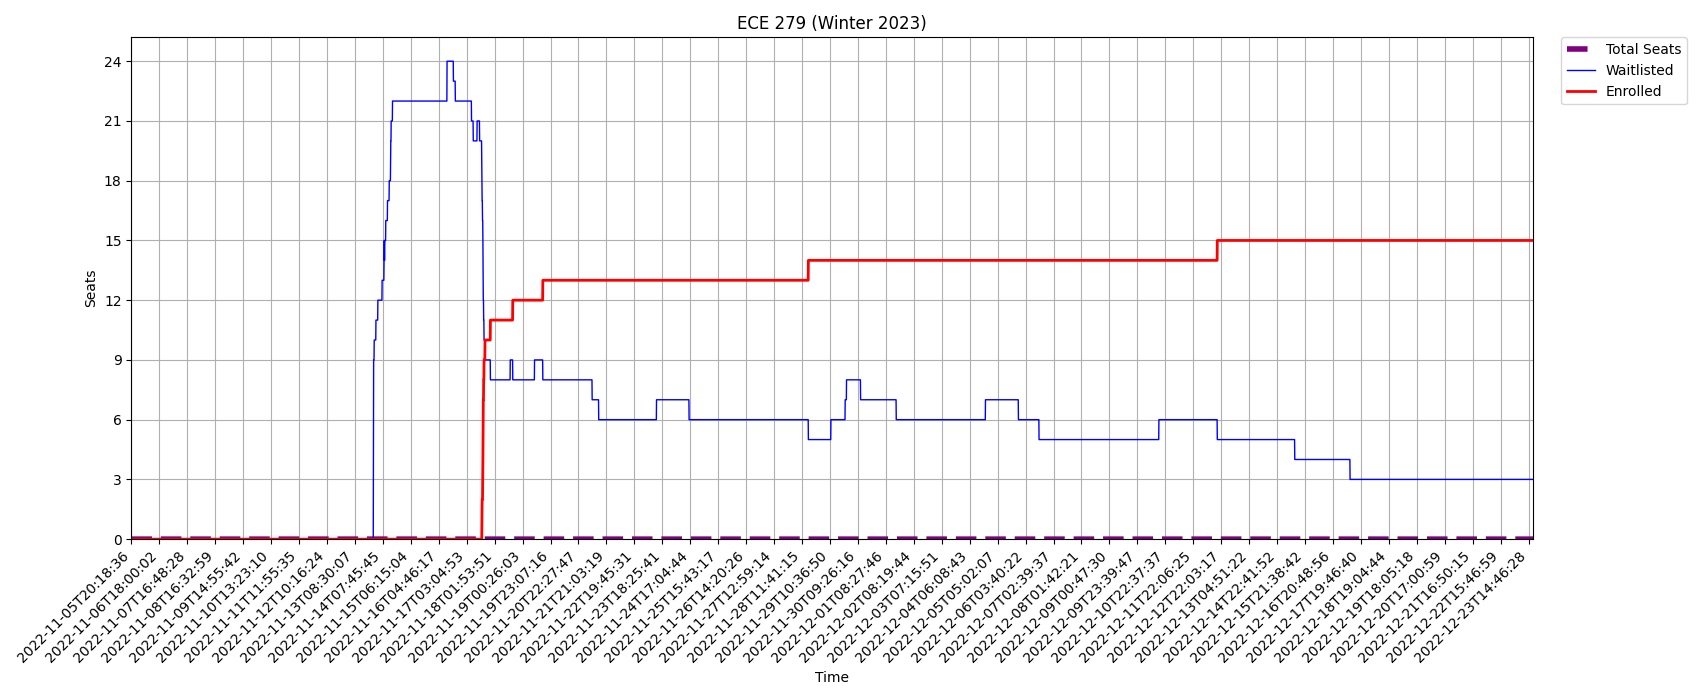 ECE 279 (Winter 2023)
Total Seats
Waitlisted
Enrolled
24
21
18
15
12
9
6
3
0
Seats
2022-11-05T20:18:36
2022-11-06T18:00:02
2022-11-07T16:48:28
2022-11-08T16:32:59
2022-11-09T14:55:42
2022-11-10T13:23:10
2022-11-11T11:55:35
2022-11-12T10:16:24
2022-11-13T08:30:07
2022-11-14T07:45:45
2022-11-15T06:15:04
2022-11-16T04:46:17
2022-11-17T03:04:53
2022-11-18T01:53:51
2022-11-19T00:26:03
2022-11-19T23:07:16
2022-11-20T22:27:47
2022-11-21T21:03:19
2022-11-22T19:45:31
2022-11-23T18:25:41
2022-11-24T17:04:44
2022-11-25T15:43:17
2022-11-26T14:20:26
2022-11-27T12:59:14
2022-11-28T11:41:15
2022-11-29T10:36:50
2022-11-30T09:26:16
2022-12-01T08:27:46
2022-12-02T08:19:44
2022-12-03T07:15:51
2022-12-04T06:08:43
2022-12-05T05:02:07
2022-12-06T03:40:22
2022-12-07T02:39:37
2022-12-08T01:42:21
2022-12-09T00:47:30
2022-12-09T23:39:47
2022-12-10T22:37:37
2022-12-11T22:06:25
2022-12-12T22:03:17
2022-12-13T04:51:22
2022-12-14T22:41:52
2022-12-15T21:38:42
2022-12-16T20:48:56
2022-12-17T19:46:40
2022-12-18T19:04:44
2022-12-19T18:05:18
2022-12-20T17:00:59
2022-12-21T16:50:15
2022-12-22T15:46:59
2022-12-23T14:46:28
Time